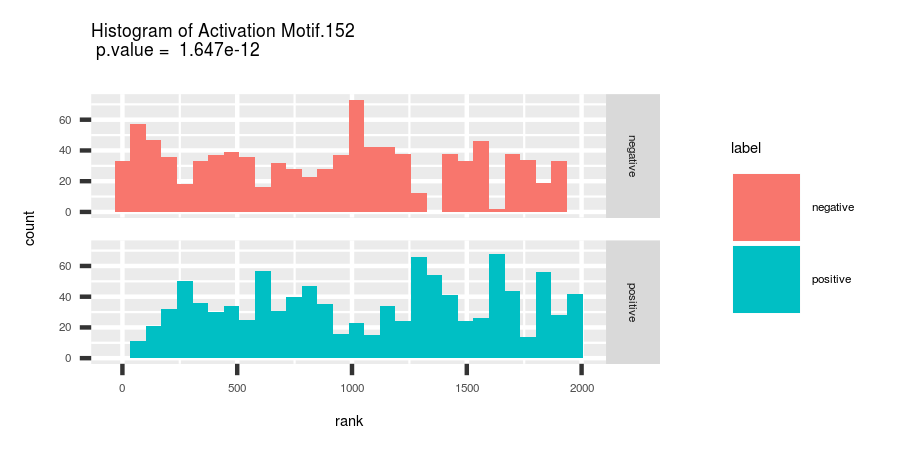 Histogram of Activation Motif.152
p.value = 1.647e-12
count
60
40
20
0
negative
60
40
20
0
positive
0 500 1000 1500 2000
rank
label
negative
positive